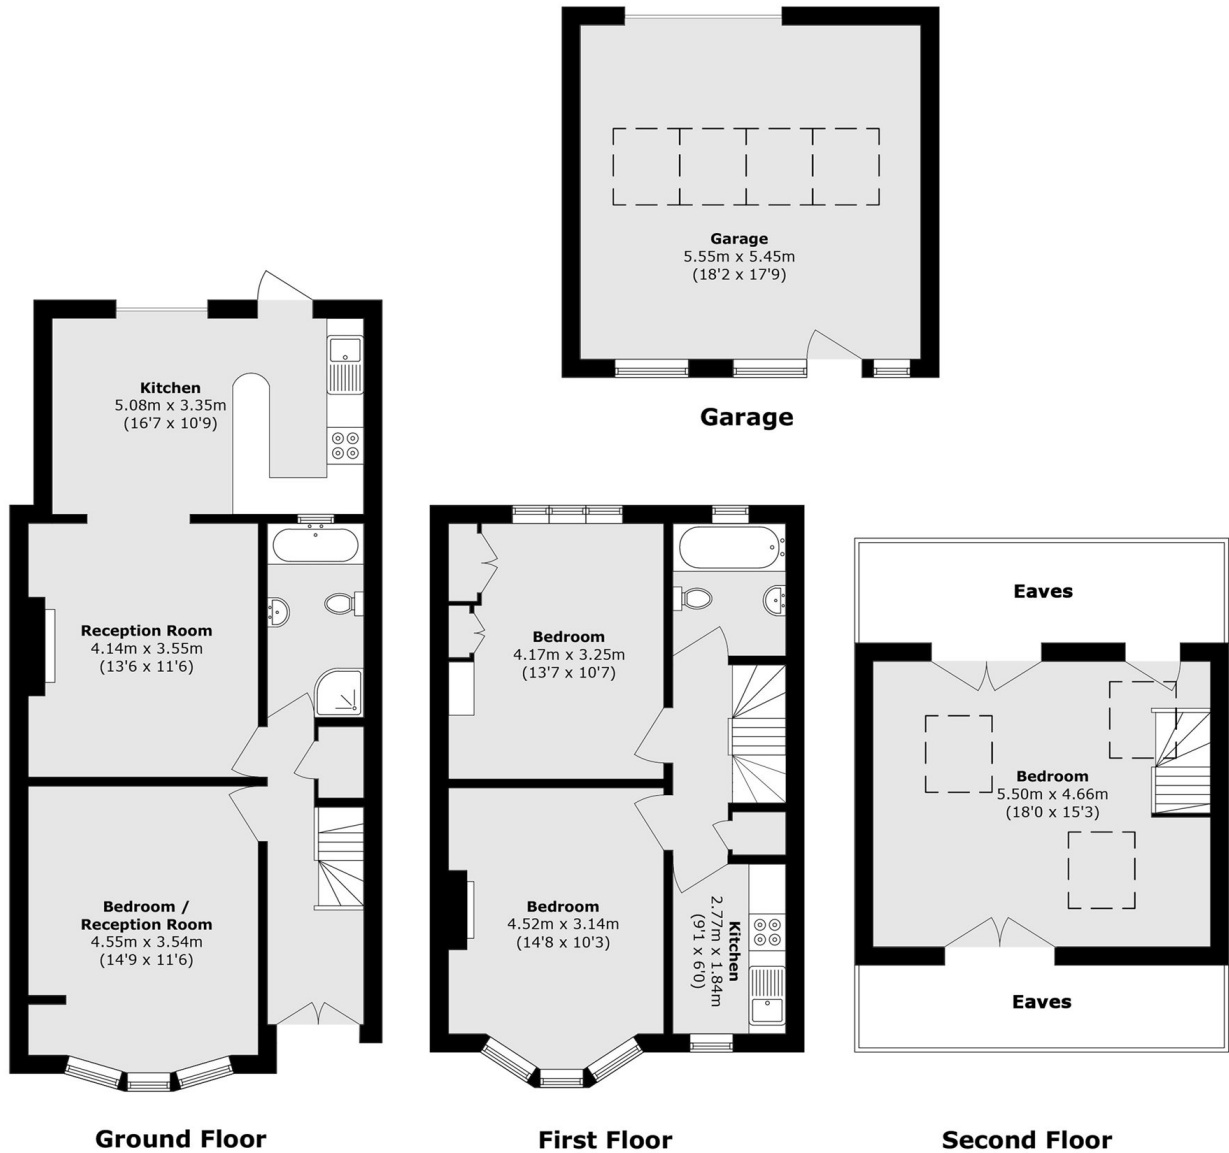 Garage
5.55m x 5.45m
(18'2 x 17'9)
Garage
Kitchen
5.08m x 3.35m
(16'7 x 10'9)
Reception Room
4.14m x 3.55m
(13'6 x 11'6)
Bedroom /
Reception Room
4.55m x 3.54m
(14'9 x 11'6)
Ground Floor
Bedroom
4.17m x 3.25m
(13'7 x 10'7)
Bedroom
4.52m x 3.14m
(14'8 x 10'3)
Kitchen
2.77m x 1.84m
(9'1 x 6'0)
First Floor
Eaves
Bedroom
5.50m x 4.66m
(18'0 x 15'3)
Eaves
Second Floor